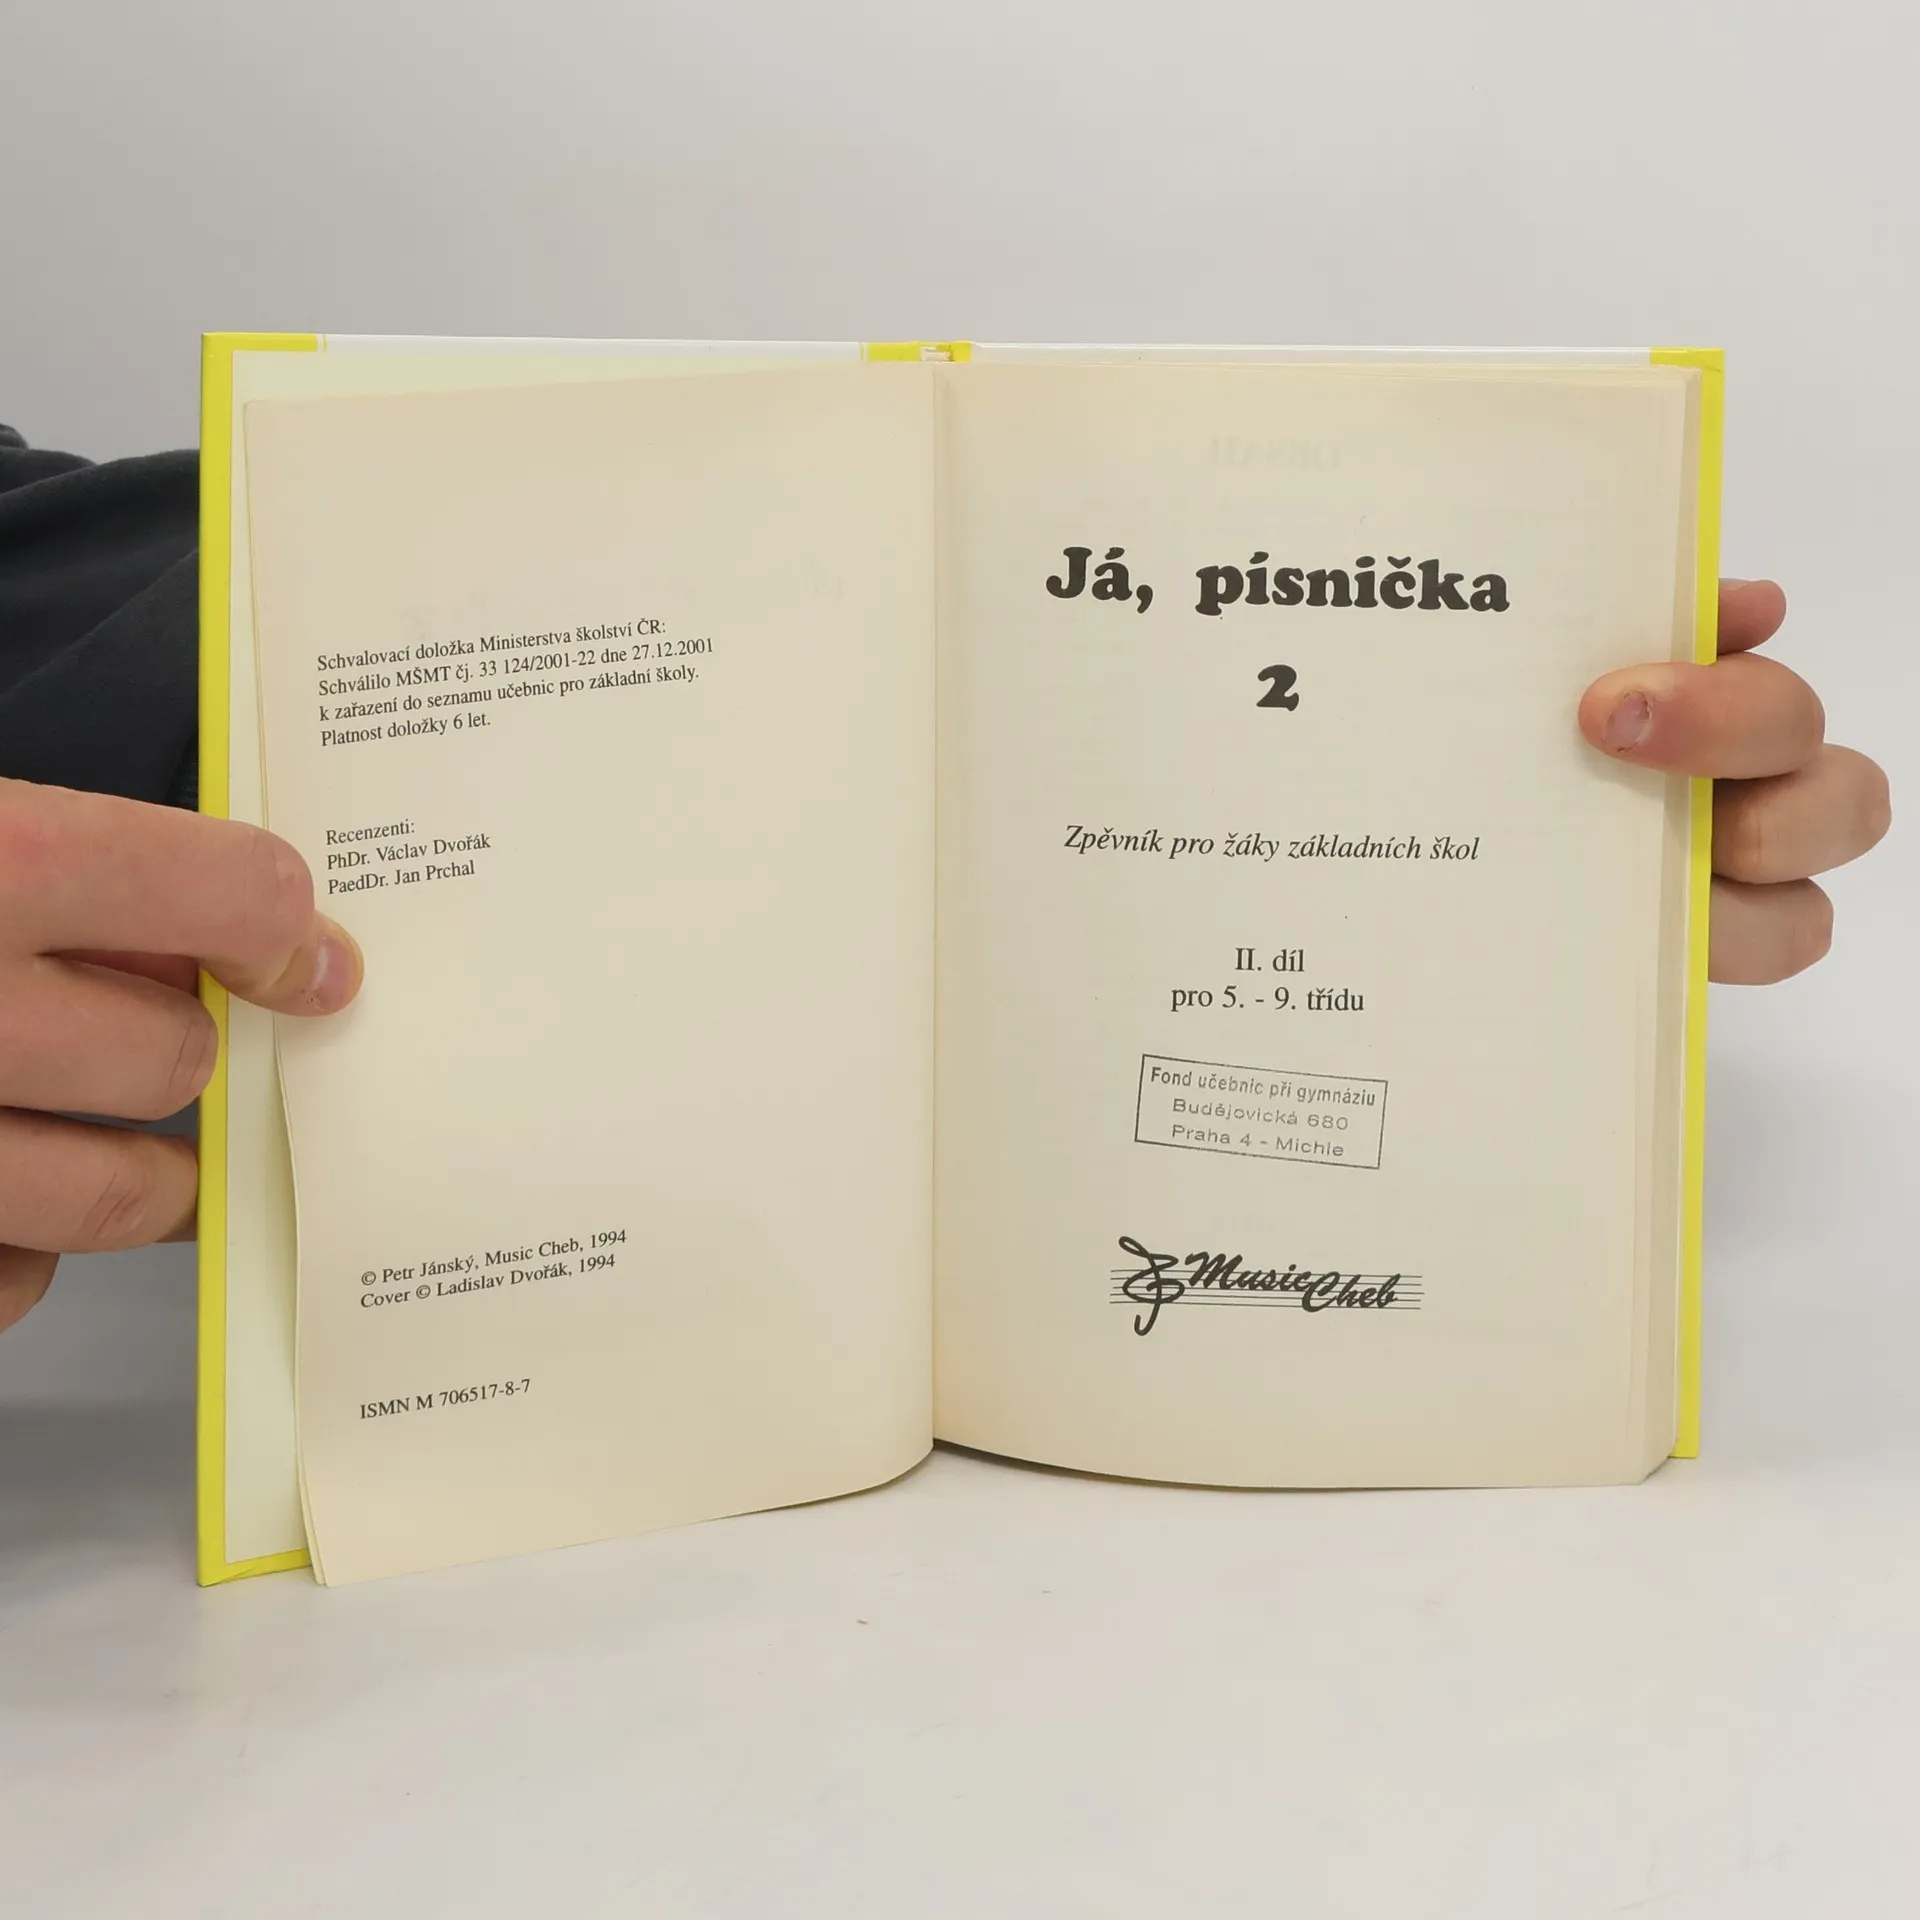 Schvalovací doložka Ministerstva školství ČR:
Schválilo MŠMT čj. 33 124/2001-22 dne 27.12.2001
k zařazení do seznamu učebnic pro základní školy.
Platnost doložky 6 let.
Recenzenti:
PhDr. Václav Dvořák
PaedDr. Jan Prchal
© Petr Jánský, Music Cheb, 1994
Cover © Ladislav Dvořák, 1994
ISMN M 706517-8-7
Já, písnička
2
Zpěvník pro žáky základních škol
II. díl
pro 5. - 9. třídu
Fond učebnic při gymnáziu
Budějovická 680
Praha 4 - Michle
Music Cheb